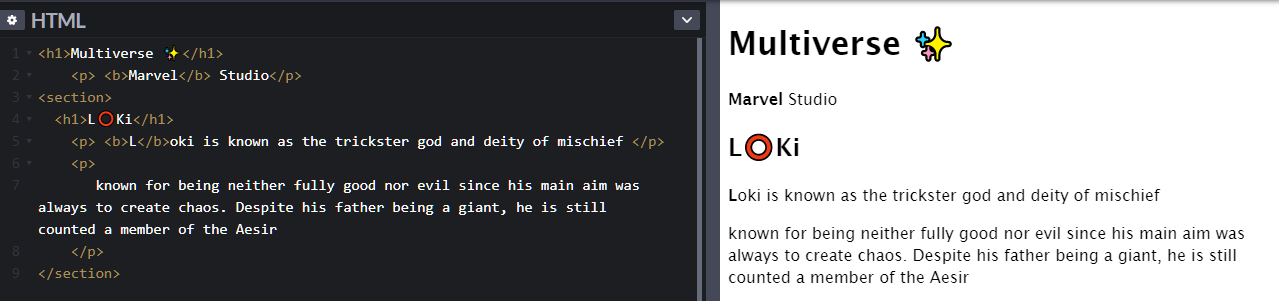 HTML
1 <h1>Multiverse ✨</h1>
2 <p> <b>Marvel</b> Studio</p>
3 <section>
4 <h1>L⭕Ki</h1>
5 <p> <b>L</b>oki is known as the trickster god and deity of mischief </p>
6 <p>
7 known for being neither fully good nor evil since his main aim was
always to create chaos. Despite his father being a giant, he is still
counted a member of the Aesir
8 </p>
9 </section>
Multiverse ✨
Marvel Studio
L⭕Ki
Loki is known as the trickster god and deity of mischief
known for being neither fully good nor evil since his main aim was
always to create chaos. Despite his father being a giant, he is still
counted a member of the Aesir